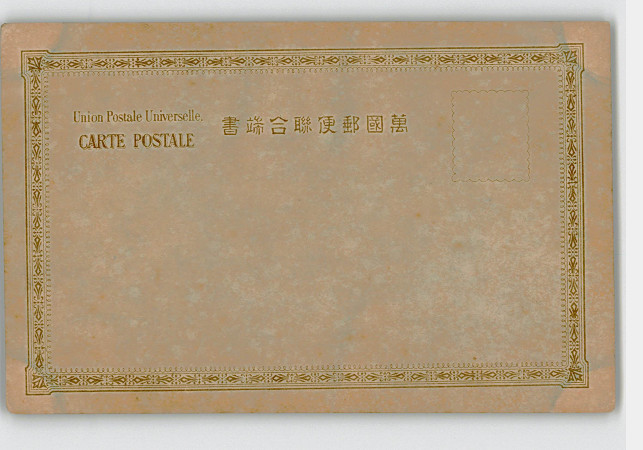 Union Postale Universelle.
CARTE POSTALE
書端合聯便郵國萬